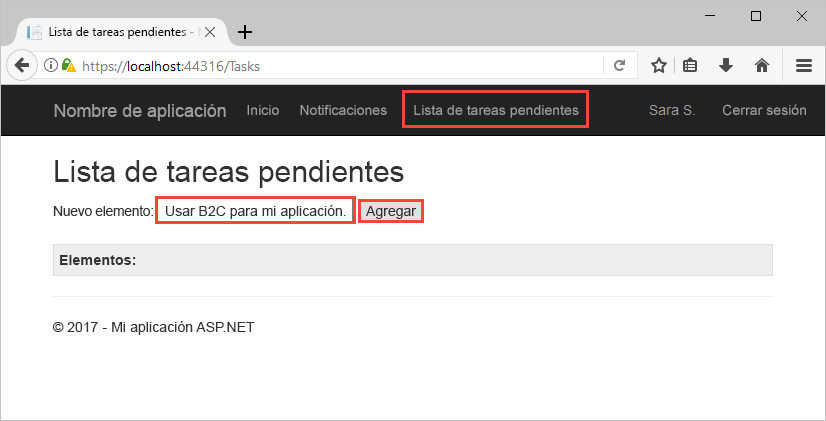 Lista de tareas pendientes -
https://localhost:44316/Tasks
Nombre de aplicación Inicio Notificaciones Lista de tareas pendientes Sara S. Cerrar sesión
Lista de tareas pendientes
Nuevo elemento: Usar B2C para mi aplicación. Agregar
Elementos:
© 2017 - Mi aplicación ASP.NET